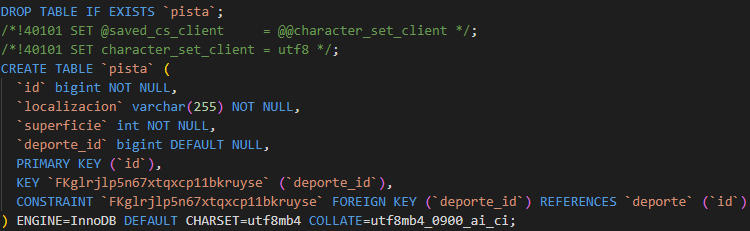 DROP TABLE IF EXISTS `pista`;
/*!40101 SET @saved_cs_client     = @@character_set_client */;
/*!40101 SET character_set_client = utf8 */;
CREATE TABLE `pista` (
  `id` bigint NOT NULL,
  `localizacion` varchar(255) NOT NULL,
  `superficie` int NOT NULL,
  `deporte_id` bigint DEFAULT NULL,
  PRIMARY KEY (`id`),
  KEY `FKglrjlp5n67xtqxcp11bkruyse` (`deporte_id`),
  CONSTRAINT `FKglrjlp5n67xtqxcp11bkruyse` FOREIGN KEY (`deporte_id`) REFERENCES `deporte` (`id`)
) ENGINE=InnoDB DEFAULT CHARSET=utf8mb4 COLLATE=utf8mb4_0900_ai_ci;